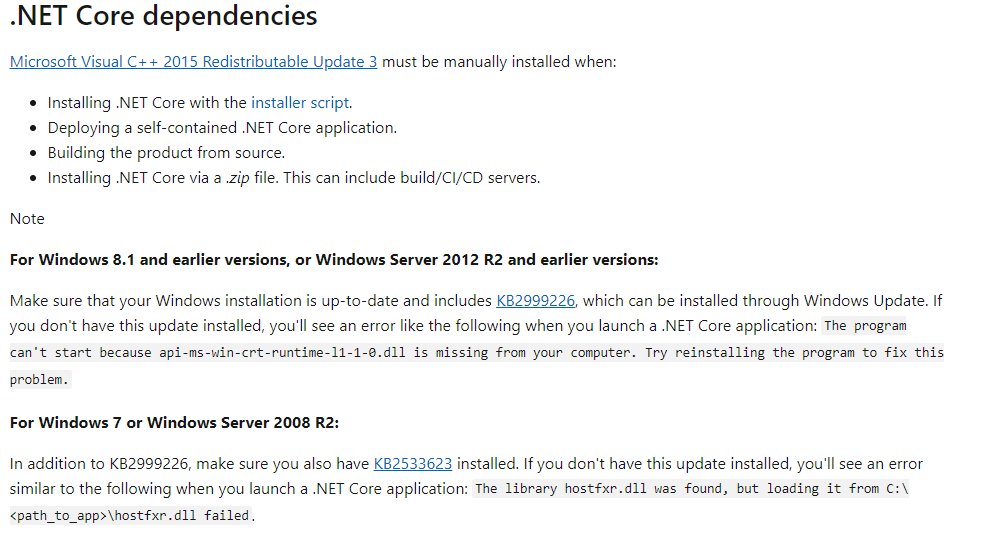 .NET Core dependencies
Microsoft Visual C++ 2015 Redistributable Update 3 must be manually installed when:
• Installing .NET Core with the installer script.
• Deploying a self-contained .NET Core application.
• Building the product from source.
• Installing .NET Core via a .zip file. This can include build/CI/CD servers.
Note
For Windows 8.1 and earlier versions, or Windows Server 2012 R2 and earlier versions:
Make sure that your Windows installation is up-to-date and includes KB2999226, which can be installed through Windows Update. If
you don't have this update installed, you'll see an error like the following when you launch a .NET Core application: The program
can't start because api-ms-win-crt-runtime-l1-1-0.dll is missing from your computer. Try reinstalling the program to fix this
problem.
For Windows 7 or Windows Server 2008 R2:
In addition to KB2999226, make sure you also have KB2533623 installed. If you don't have this update installed, you'll see an error
similar to the following when you launch a .NET Core application: The library hostfxr.dll was found, but loading it from C:\
<path_to_app>\hostfxr.dll failed.